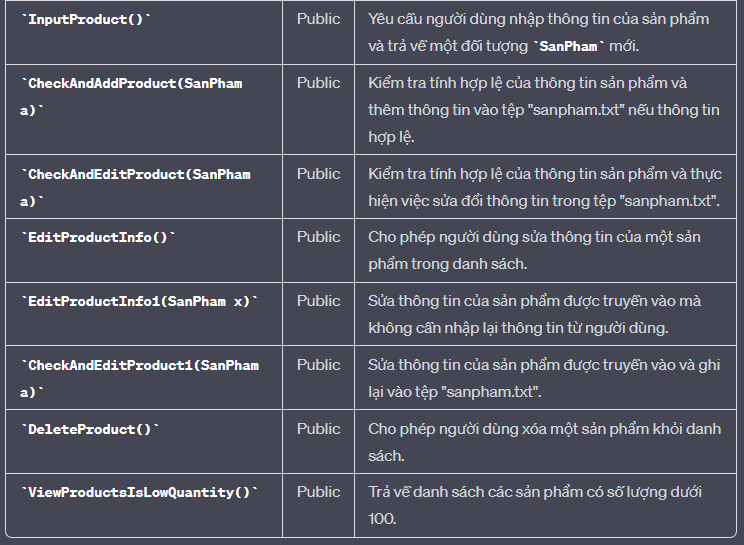 `InputProduct()` Public Yêu cầu người dùng nhập thông tin của sản phẩm
và trả về một đối tượng `SanPham` mới.
`CheckAndAddProduct(SanPham Public Kiểm tra tính hợp lệ của thông tin sản phẩm và
a)` thêm thông tin vào tệp "sanpham.txt" nếu thông tin
hợp lệ.
`CheckAndEditProduct(SanPham Public Kiểm tra tính hợp lệ của thông tin sản phẩm và thực
a)` hiện việc sửa đổi thông tin trong tệp "sanpham.txt".
`EditProductInfo()` Public Cho phép người dùng sửa thông tin của một sản
phẩm trong danh sách.
`EditProductInfo1(SanPham x)` Public Sửa thông tin của sản phẩm được truyền vào mà
không cần nhập lại thông tin từ người dùng.
`CheckAndEditProduct1(SanPham Public Sửa thông tin của sản phẩm được truyền vào và ghi
a)` lại vào tệp "sanpham.txt".
`DeleteProduct()` Public Cho phép người dùng xóa một sản phẩm khỏi danh
sách.
`ViewProductsIsLowQuantity()` Public Trả về danh sách các sản phẩm có số lượng dưới
100.